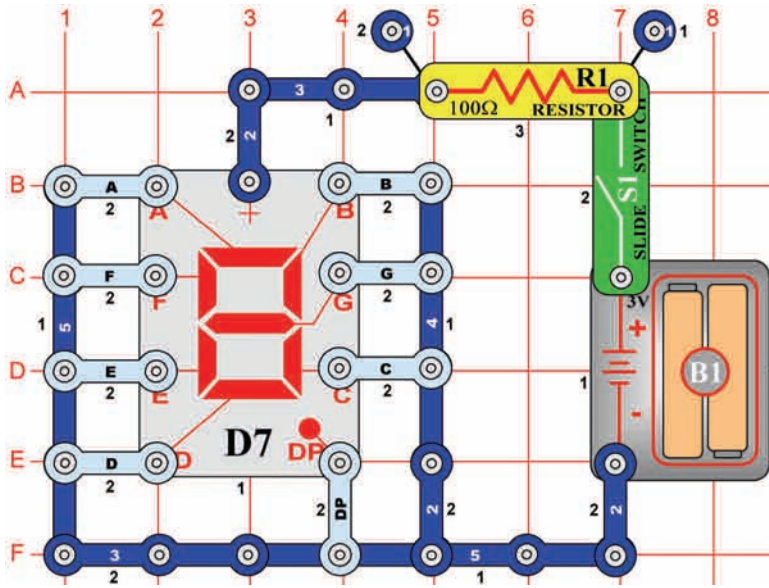 1 2 3 4 5 6 7 8
2 1 1 1
A 3 R1
100Ω RESISTOR
1 3
2 2
SLIDE S1 SWITCH
2
B A B
2 A + B 2
C F G
2 F G 2
3V
1 5 4 1
+
D E C
2 E C 2
1 B1
-
E D D D7 DP
2 1
2 DP 2 2 2 2
F 3 5
2 1